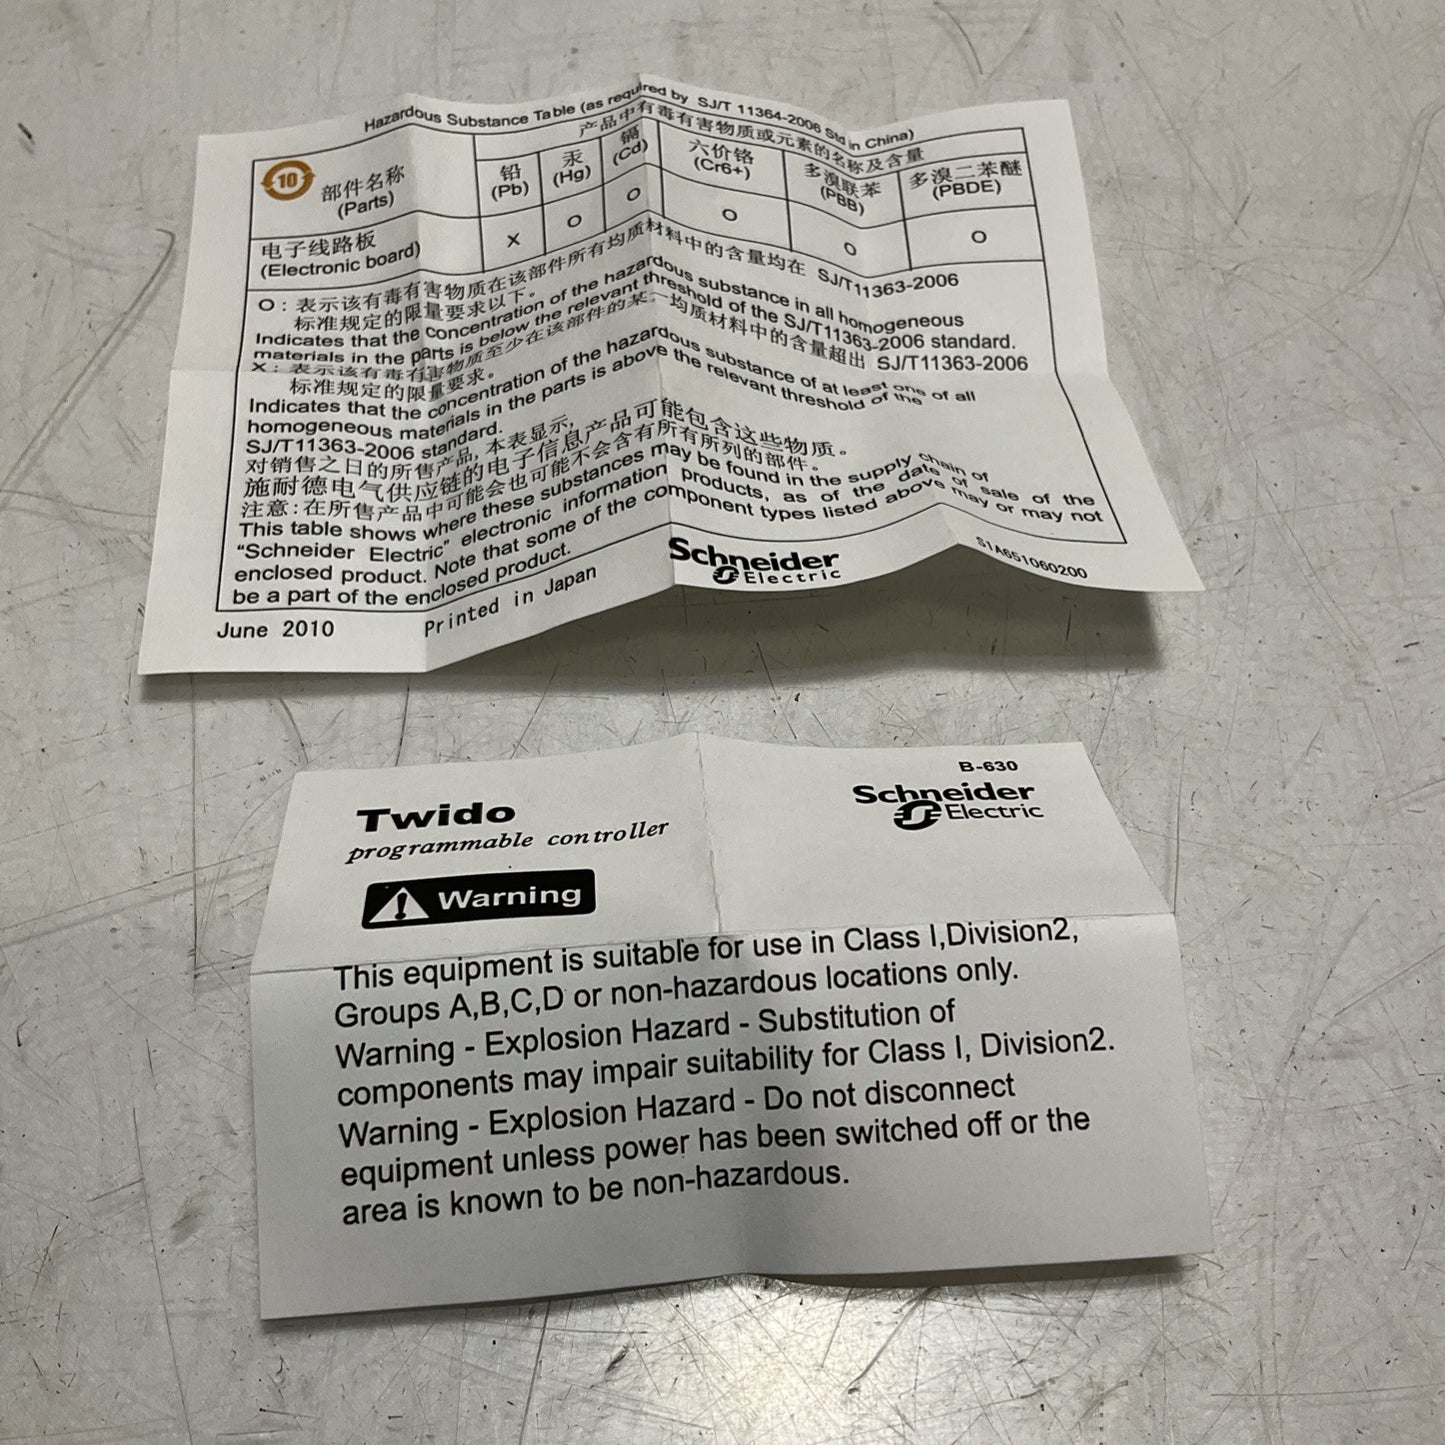 Hazardous Substance Table (as required by SJ/T 11364-2006 Std in China)
产品中有毒有害物质或元素的名称及含量
10
部件名称
(Parts)
铅
(Pb)
汞
(Hg)
镉
(Cd)
六价铬
(Cr6+)
多溴联苯
(PBB)
多溴二苯醚
(PBDE)
电子线路板
(Electronic board)
X O O O O O
O：表示该有毒有害物质在该部件所有均质材料中的含量均在 SJ/T11363-2006
标准规定的限量要求以下。
Indicates that the concentration of the hazardous substance in all homogeneous
materials in the parts is below the relevant threshold of the SJ/T11363-2006 standard.
X：表示该有毒有害物质至少在该部件的某一均质材料中的含量超出 SJ/T11363-2006
标准规定的限量要求。
Indicates that the concentration of the hazardous substance of at least one of all
homogeneous materials in the parts is above the relevant threshold of the
SJ/T11363-2006 standard.
对销售之日的所售产品,本表显示,
施耐德电气供应链的电子信息产品可能包含这些物质。
注意:在所售产品中可能会也可能不会含有所有所列的部件。
This table shows where these substances may be found in the supply chain of
“Schneider Electric” electronic information products, as of the date of sale of the
enclosed product. Note that some of the component types listed above may or may not
be a part of the enclosed product.
June 2010
Printed in Japan
Schneider
Electric
S1A651060200
B-630
Twido
programmable controller
Schneider
Electric
Warning
This equipment is suitable for use in Class I,Division2,
Groups A,B,C,D or non-hazardous locations only.
Warning - Explosion Hazard - Substitution of
components may impair suitability for Class I, Division2.
Warning - Explosion Hazard - Do not disconnect
equipment unless power has been switched off or the
area is known to be non-hazardous.